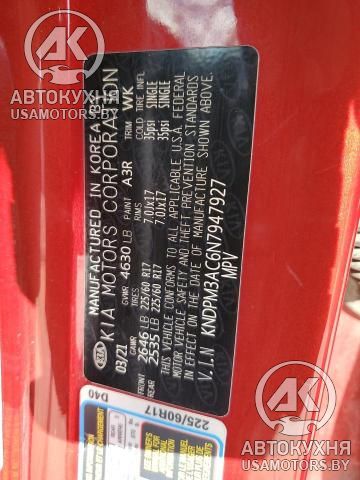 АВТОКУХНЯ
USAMOTORS.BY
MANUFACTURED IN KOREA BY
KIA MOTORS CORPORATION
03/21 GVWR 4630 LB PAINT A3R TRIM WK
GAWR TIRES RIMS COLD TIRE INFL.
FRONT 2646 LB 225/60 R17 7.0Jx17 35psi SINGLE
REAR 2535 LB 225/60 R17 7.0Jx17 35psi SINGLE
THIS VEHICLE CONFORMS TO ALL APPLICABLE U.S.A. FEDERAL
MOTOR VEHICLE SAFETY AND THEFT PREVENTION STANDARDS
IN EFFECT ON THE DATE OF MANUFACTURE SHOWN ABOVE.
V.I.N KNDPM3AC6N7947927
MPV
D40
225/60R17
АВТОКУХНЯ
USAMOTORS.BY